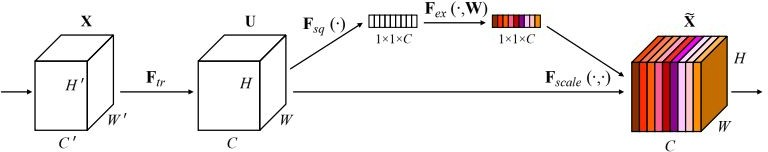 X
U
X̃
F_sq (·)
F_ex (·,W)
1×1×C
1×1×C
F_tr
F_scale (·,·)
H′
W′
C′
H
W
C
H
W
C